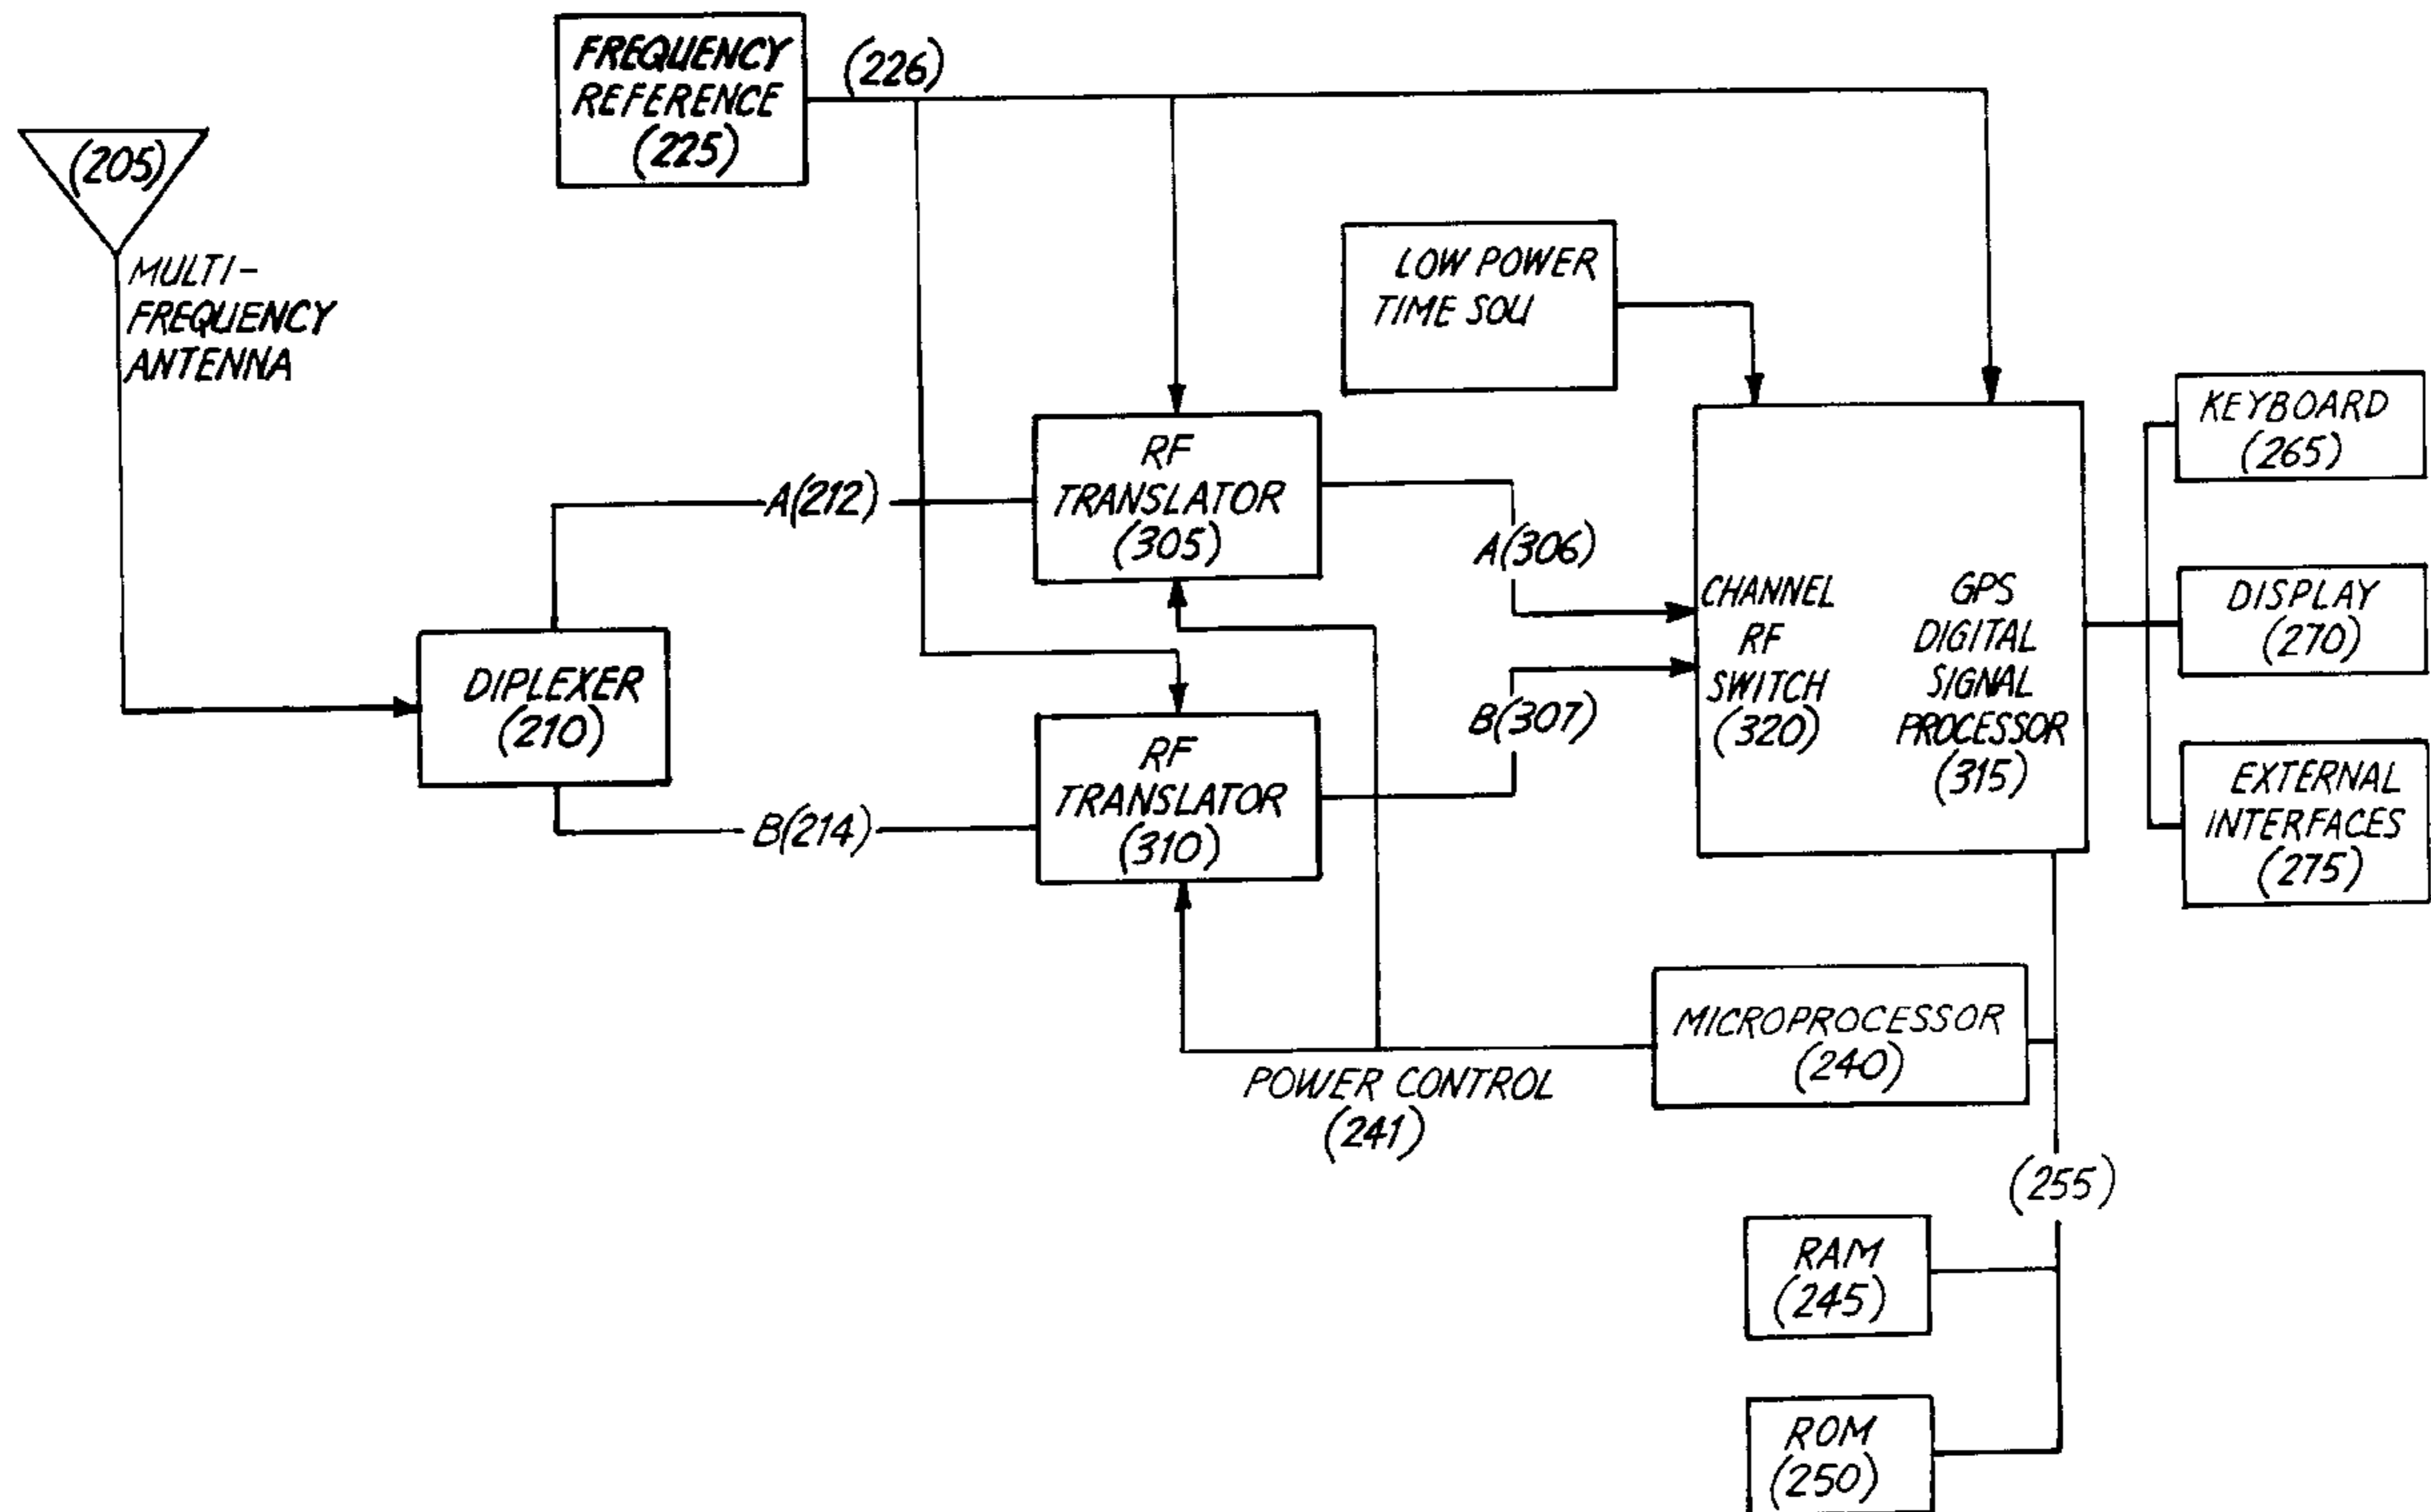 FREQUENCY
REFERENCE
(225)
(226)
(205)
MULTI-
FREQUENCY
ANTENNA
LOW POWER
TIME SOU
RF
TRANSLATOR
(305)
A(212)
A(306)
DIPLEXER
(210)
B(214)
RF
TRANSLATOR
(310)
B(307)
CHANNEL
RF
SWITCH
(320)
GPS
DIGITAL
SIGNAL
PROCESSOR
(315)
KEYBOARD
(265)
DISPLAY
(270)
EXTERNAL
INTERFACES
(275)
MICROPROCESSOR
(240)
POWER CONTROL
(241)
(255)
RAM
(245)
ROM
(250)